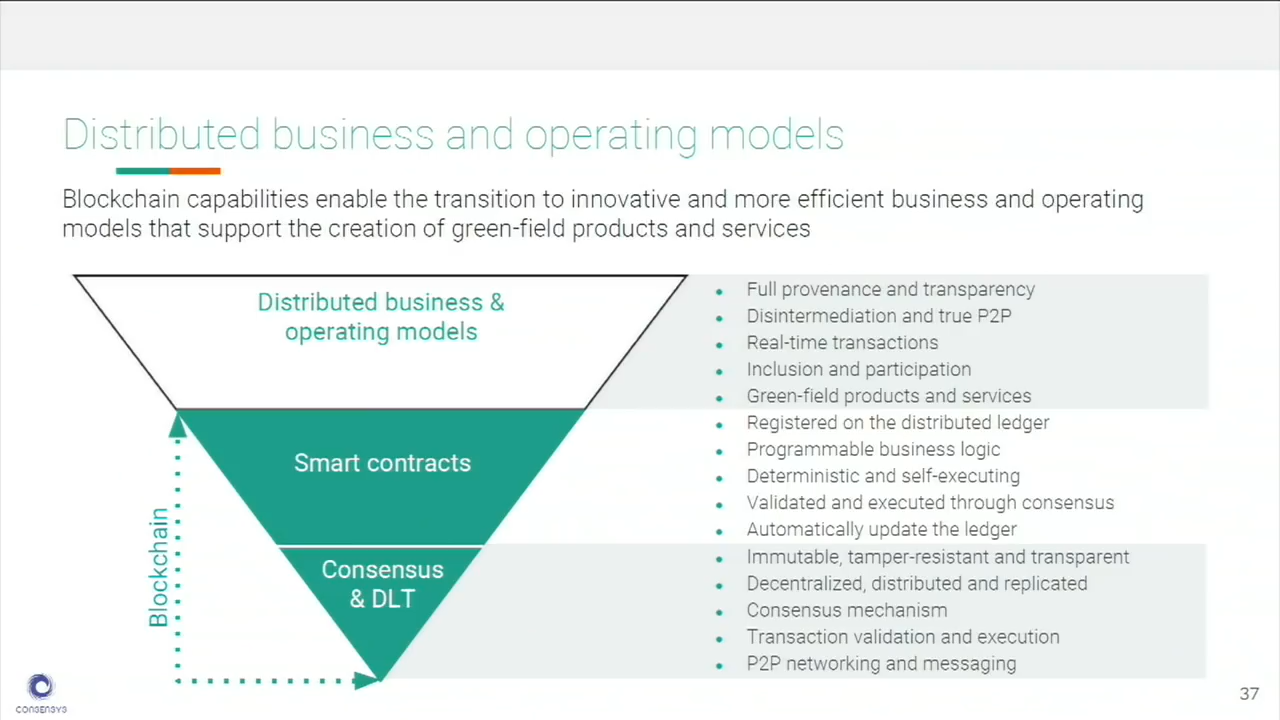 Distributed business and operating models
Blockchain capabilities enable the transition to innovative and more efficient business and operating
models that support the creation of green-field products and services
Distributed business &
operating models
• Full provenance and transparency
• Disintermediation and true P2P
• Real-time transactions
• Inclusion and participation
• Green-field products and services
Smart contracts
• Registered on the distributed ledger
• Programmable business logic
• Deterministic and self-executing
• Validated and executed through consensus
• Automatically update the ledger
Consensus
& DLT
• Immutable, tamper-resistant and transparent
• Decentralized, distributed and replicated
• Consensus mechanism
• Transaction validation and execution
• P2P networking and messaging
Blockchain
CONSENSYS
37